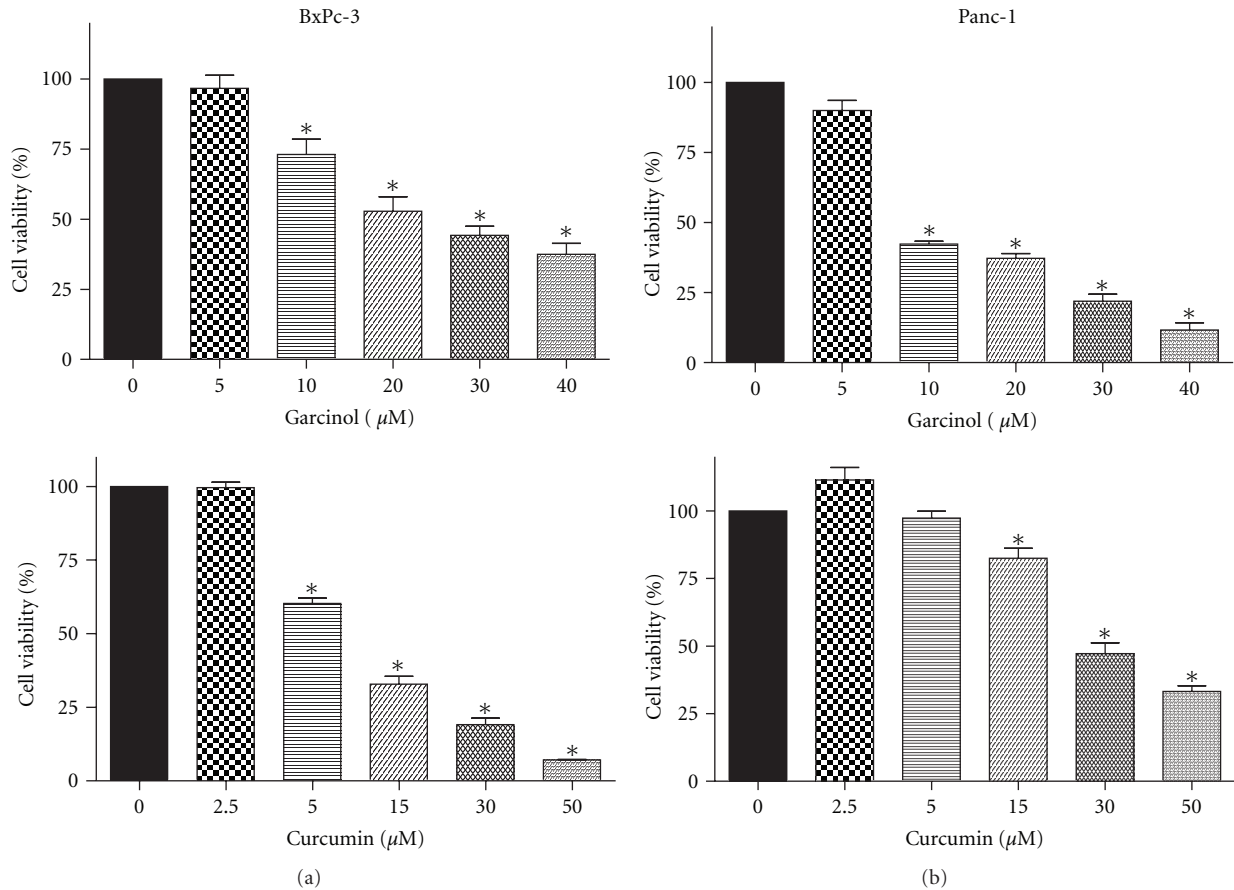 BxPc-3
100
75
50
25
0
Cell viability (%)
*
*
*
*
0 5 10 20 30 40
Garcinol ( μM)
Panc-1
100
75
50
25
0
Cell viability (%)
*
*
*
*
0 5 10 20 30 40
Garcinol ( μM)
100
75
50
25
0
Cell viability (%)
*
*
*
*
0 2.5 5 15 30 50
Curcumin (μM)
(a)
100
75
50
25
0
Cell viability (%)
*
*
*
0 2.5 5 15 30 50
Curcumin (μM)
(b)